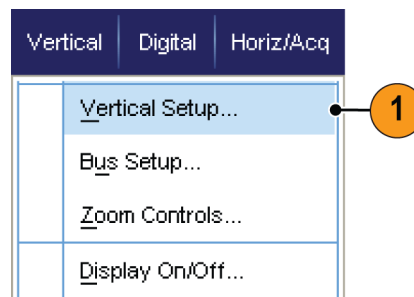 Vertical Digital Horiz/Acq
Vertical Setup... 1
Bus Setup...
Zoom Controls...
Display On/Off...